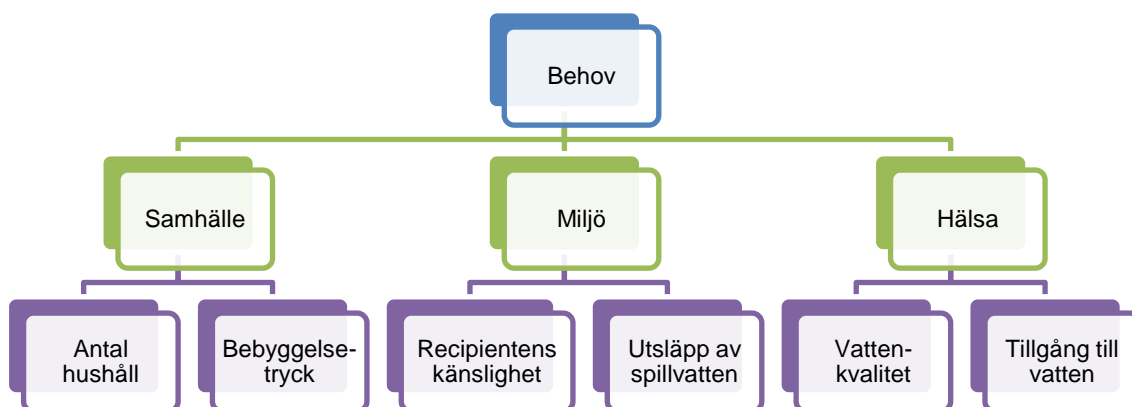 Behov
Samhälle
Miljö
Hälsa
Antal
hushåll
Bebyggelse-
tryck
Recipientens
känslighet
Utsläpp av
spillvatten
Vatten-
kvalitet
Tillgång till
vatten